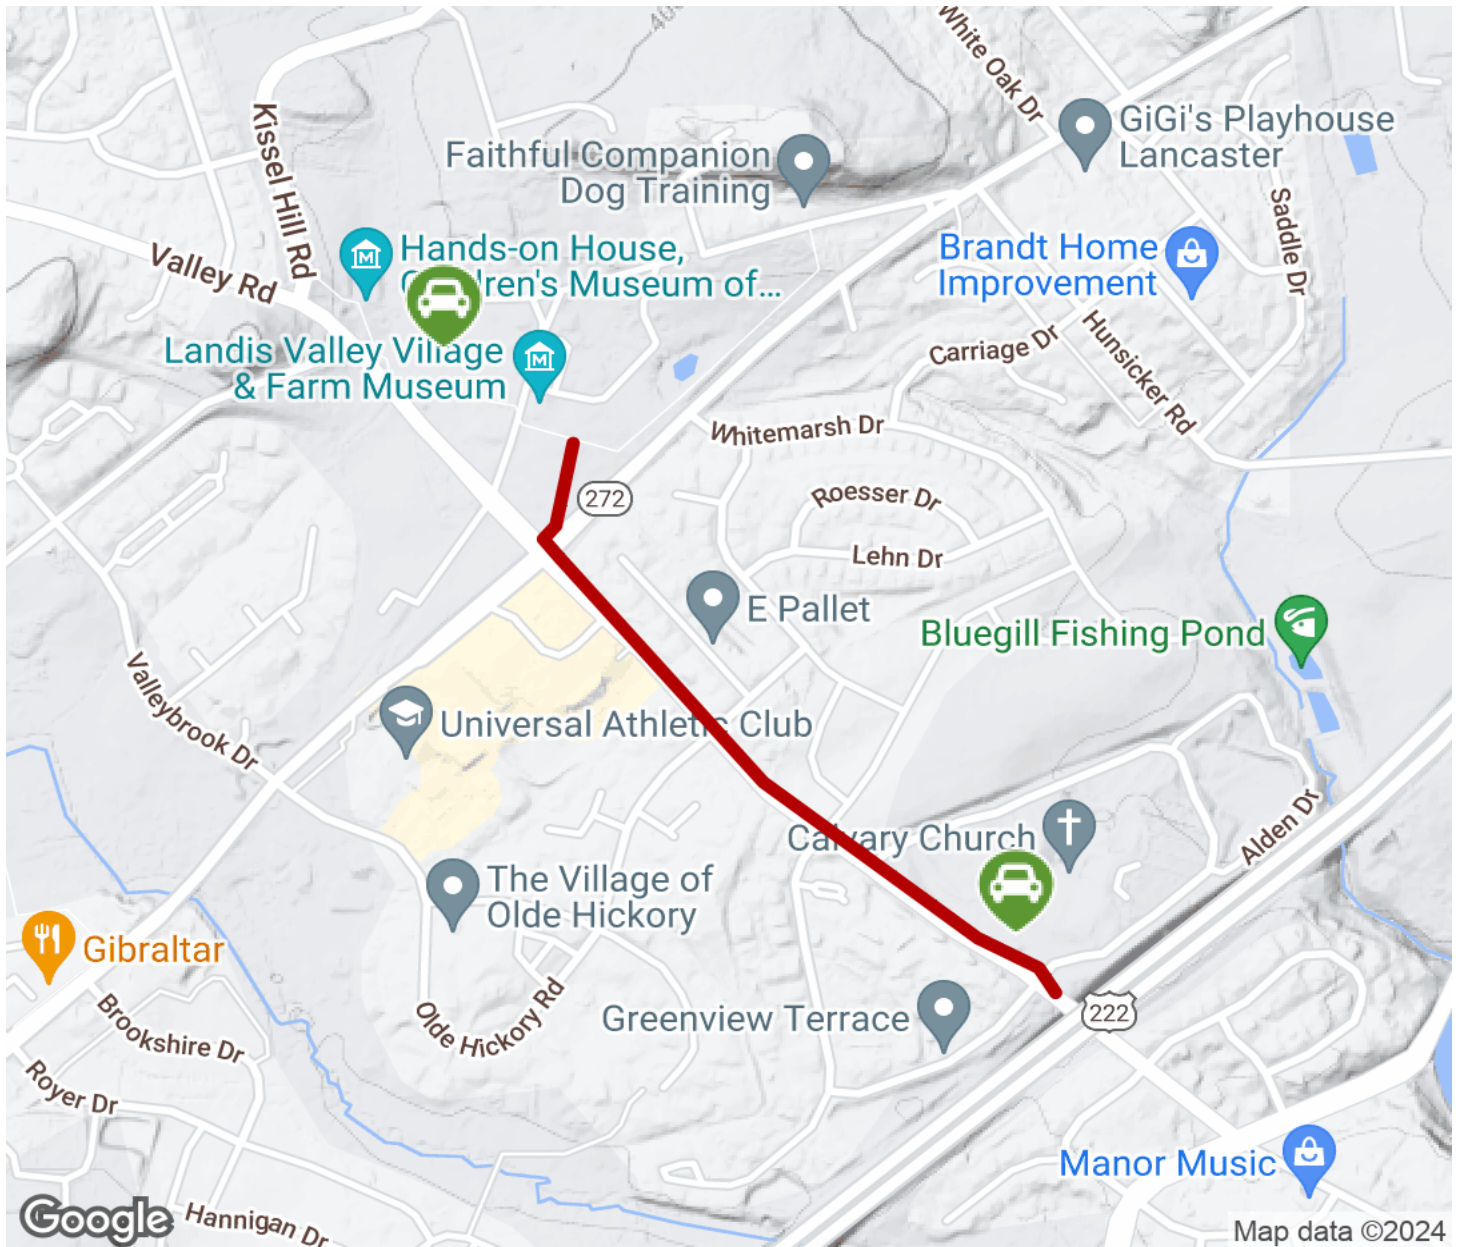 400
White Oak Dr
GiGi's Playhouse
Lancaster
Kissel Hill Rd
Faithful Companion
Dog Training
Saddle Dr
Valley Rd
Hands-on House,
Children's Museum of...
Brandt Home
Improvement
Landis Valley Village
& Farm Museum
Carriage Dr
Hunsicker Rd
Whitemarsh Dr
272
Roesser Dr
Lehn Dr
E Pallet
Bluegill Fishing Pond
Valleybrook Dr
Universal Athletic Club
Calvary Church
Alden Dr
The Village of
Olde Hickory
Gibraltar
Olde Hickory Rd
Greenview Terrace
222
Brookshire Dr
Royer Dr
Manor Music
Hannigan Dr
Google
Map data ©2024